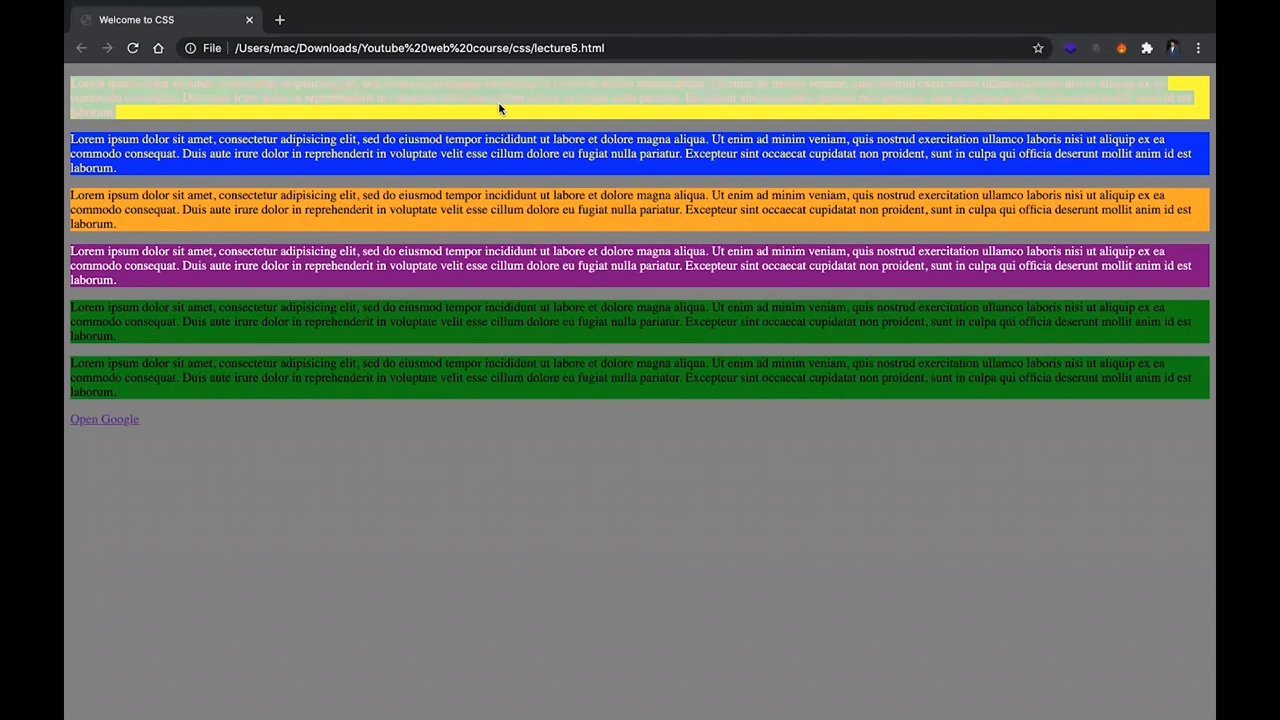 Welcome to CSS
File /Users/mac/Downloads/Youtube%20web%20course/css/lecture5.html
laborum.
Lorem ipsum dolor sit amet, consectetur adipisicing elit, sed do eiusmod tempor incididunt ut labore et dolore magna aliqua. Ut enim ad minim veniam, quis nostrud exercitation ullamco laboris nisi ut aliquip ex ea
commodo consequat. Duis aute irure dolor in reprehenderit in voluptate velit esse cillum dolore eu fugiat nulla pariatur. Excepteur sint occaecat cupidatat non proident, sunt in culpa qui officia deserunt mollit anim id est
laborum.
Lorem ipsum dolor sit amet, consectetur adipisicing elit, sed do eiusmod tempor incididunt ut labore et dolore magna aliqua. Ut enim ad minim veniam, quis nostrud exercitation ullamco laboris nisi ut aliquip ex ea
commodo consequat. Duis aute irure dolor in reprehenderit in voluptate velit esse cillum dolore eu fugiat nulla pariatur. Excepteur sint occaecat cupidatat non proident, sunt in culpa qui officia deserunt mollit anim id est
laborum.
Lorem ipsum dolor sit amet, consectetur adipisicing elit, sed do eiusmod tempor incididunt ut labore et dolore magna aliqua. Ut enim ad minim veniam, quis nostrud exercitation ullamco laboris nisi ut aliquip ex ea
commodo consequat. Duis aute irure dolor in reprehenderit in voluptate velit esse cillum dolore eu fugiat nulla pariatur. Excepteur sint occaecat cupidatat non proident, sunt in culpa qui officia deserunt mollit anim id est
laborum.
Lorem ipsum dolor sit amet, consectetur adipisicing elit, sed do eiusmod tempor incididunt ut labore et dolore magna aliqua. Ut enim ad minim veniam, quis nostrud exercitation ullamco laboris nisi ut aliquip ex ea
commodo consequat. Duis aute irure dolor in reprehenderit in voluptate velit esse cillum dolore eu fugiat nulla pariatur. Excepteur sint occaecat cupidatat non proident, sunt in culpa qui officia deserunt mollit anim id est
laborum.
Lorem ipsum dolor sit amet, consectetur adipisicing elit, sed do eiusmod tempor incididunt ut labore et dolore magna aliqua. Ut enim ad minim veniam, quis nostrud exercitation ullamco laboris nisi ut aliquip ex ea
commodo consequat. Duis aute irure dolor in reprehenderit in voluptate velit esse cillum dolore eu fugiat nulla pariatur. Excepteur sint occaecat cupidatat non proident, sunt in culpa qui officia deserunt mollit anim id est
laborum.
Open Google